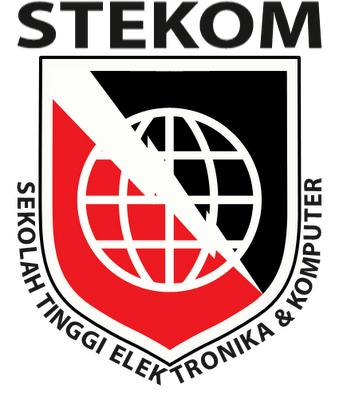 STEKOM
SEKOLAH TINGGI ELEKTRONIKA & KOMPUTER